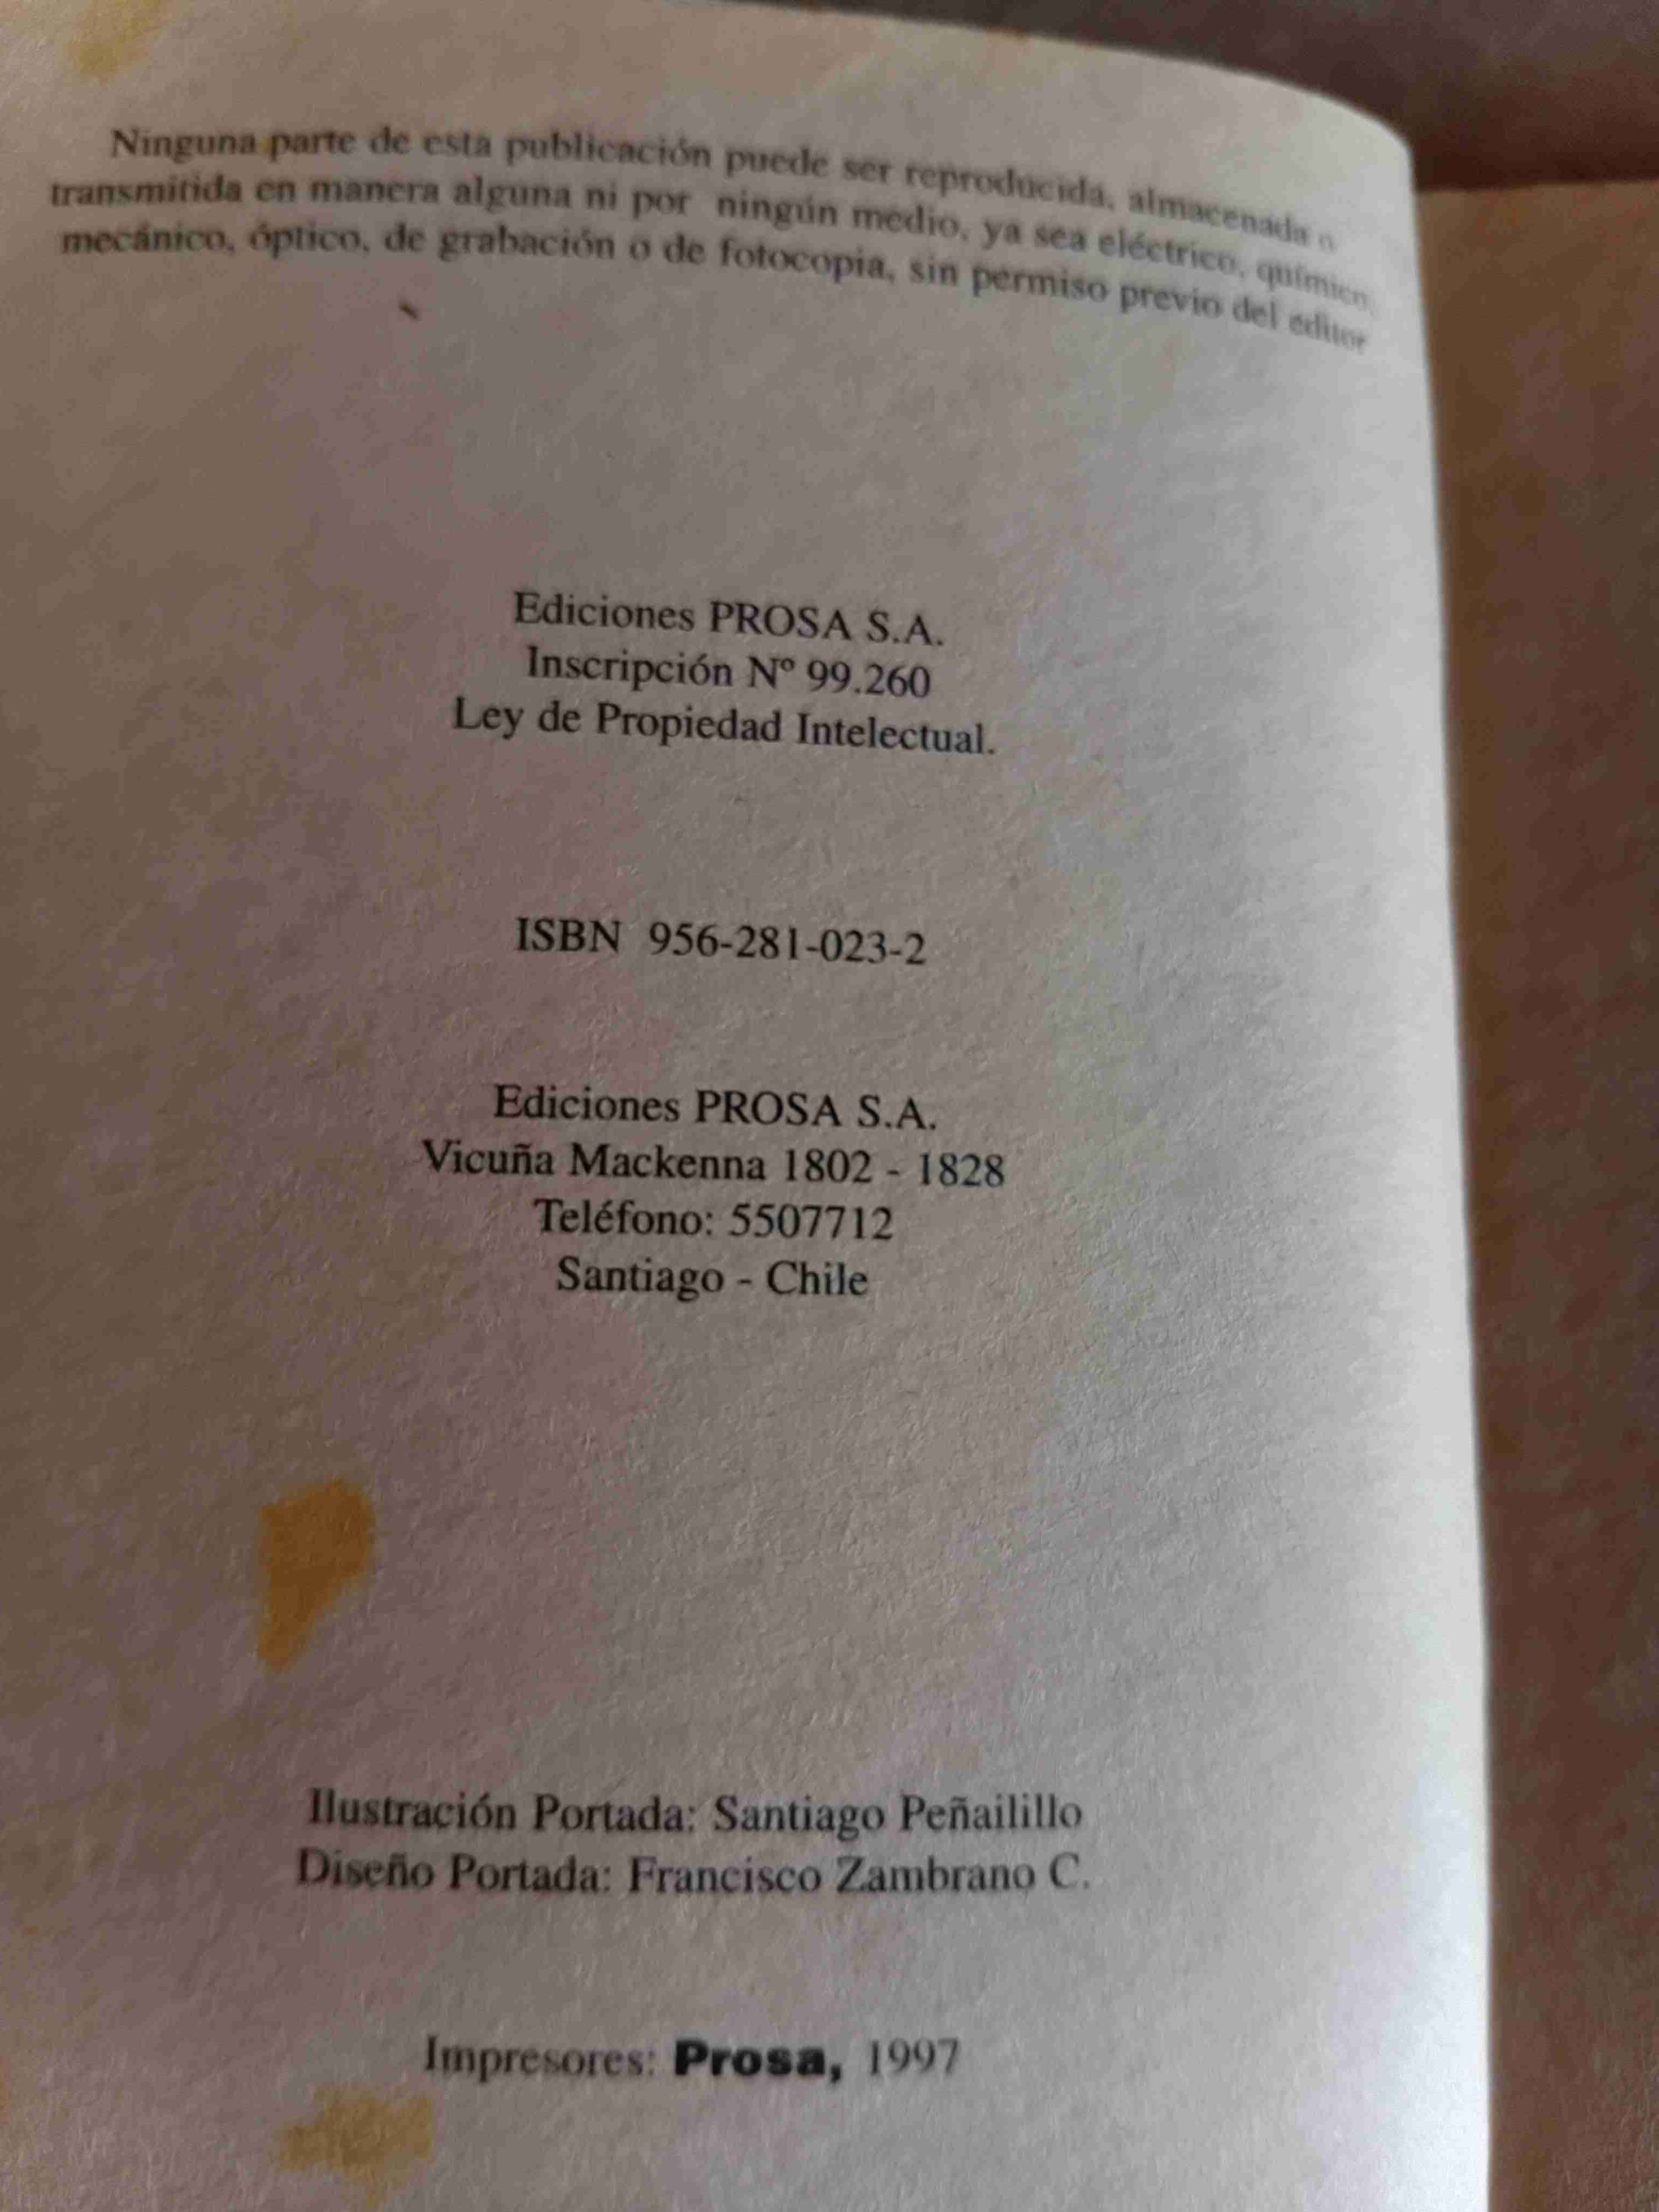 Ninguna parte de esta publicación puede ser reproducida, almacenada o
transmitida en manera alguna ni por ningún medio, ya sea eléctrico, químico,
mecánico, óptico, de grabación o de fotocopia, sin permiso previo del editor
Ediciones PROSA S.A.
Inscripción Nº 99.260
Ley de Propiedad Intelectual.
ISBN 956-281-023-2
Ediciones PROSA S.A.
Vicuña Mackenna 1802 - 1828
Teléfono: 5507712
Santiago - Chile
Ilustración Portada: Santiago Peñailillo
Diseño Portada: Francisco Zambrano C.
Impresores: Prosa, 1997